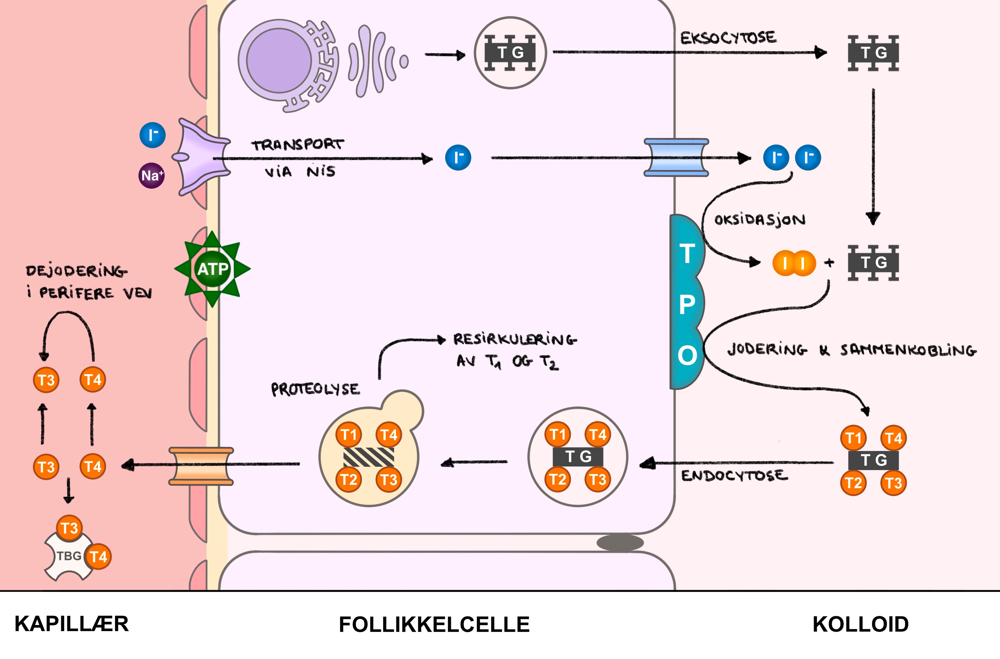 TG
EKSOCYTOSE
TG
I-
Na+
TRANSPORT
VIA NIS
I-
I- I-
OKSIDASJON
TPO
I I + TG
ATP
DEJODERING
I PERIFERE VEV
JODERING & SAMMENKOBLING
RESIRKULERING
AV T1 OG T2
PROTEOLYSE
T3 T4
T1 T4
T2 T3
T1 T4
TG
T2 T3
T1 T4
TG
T2 T3
ENDOCYTOSE
T3 T4
T3
TBG T4
KAPILLÆR
FOLLIKKELCELLE
KOLLOID